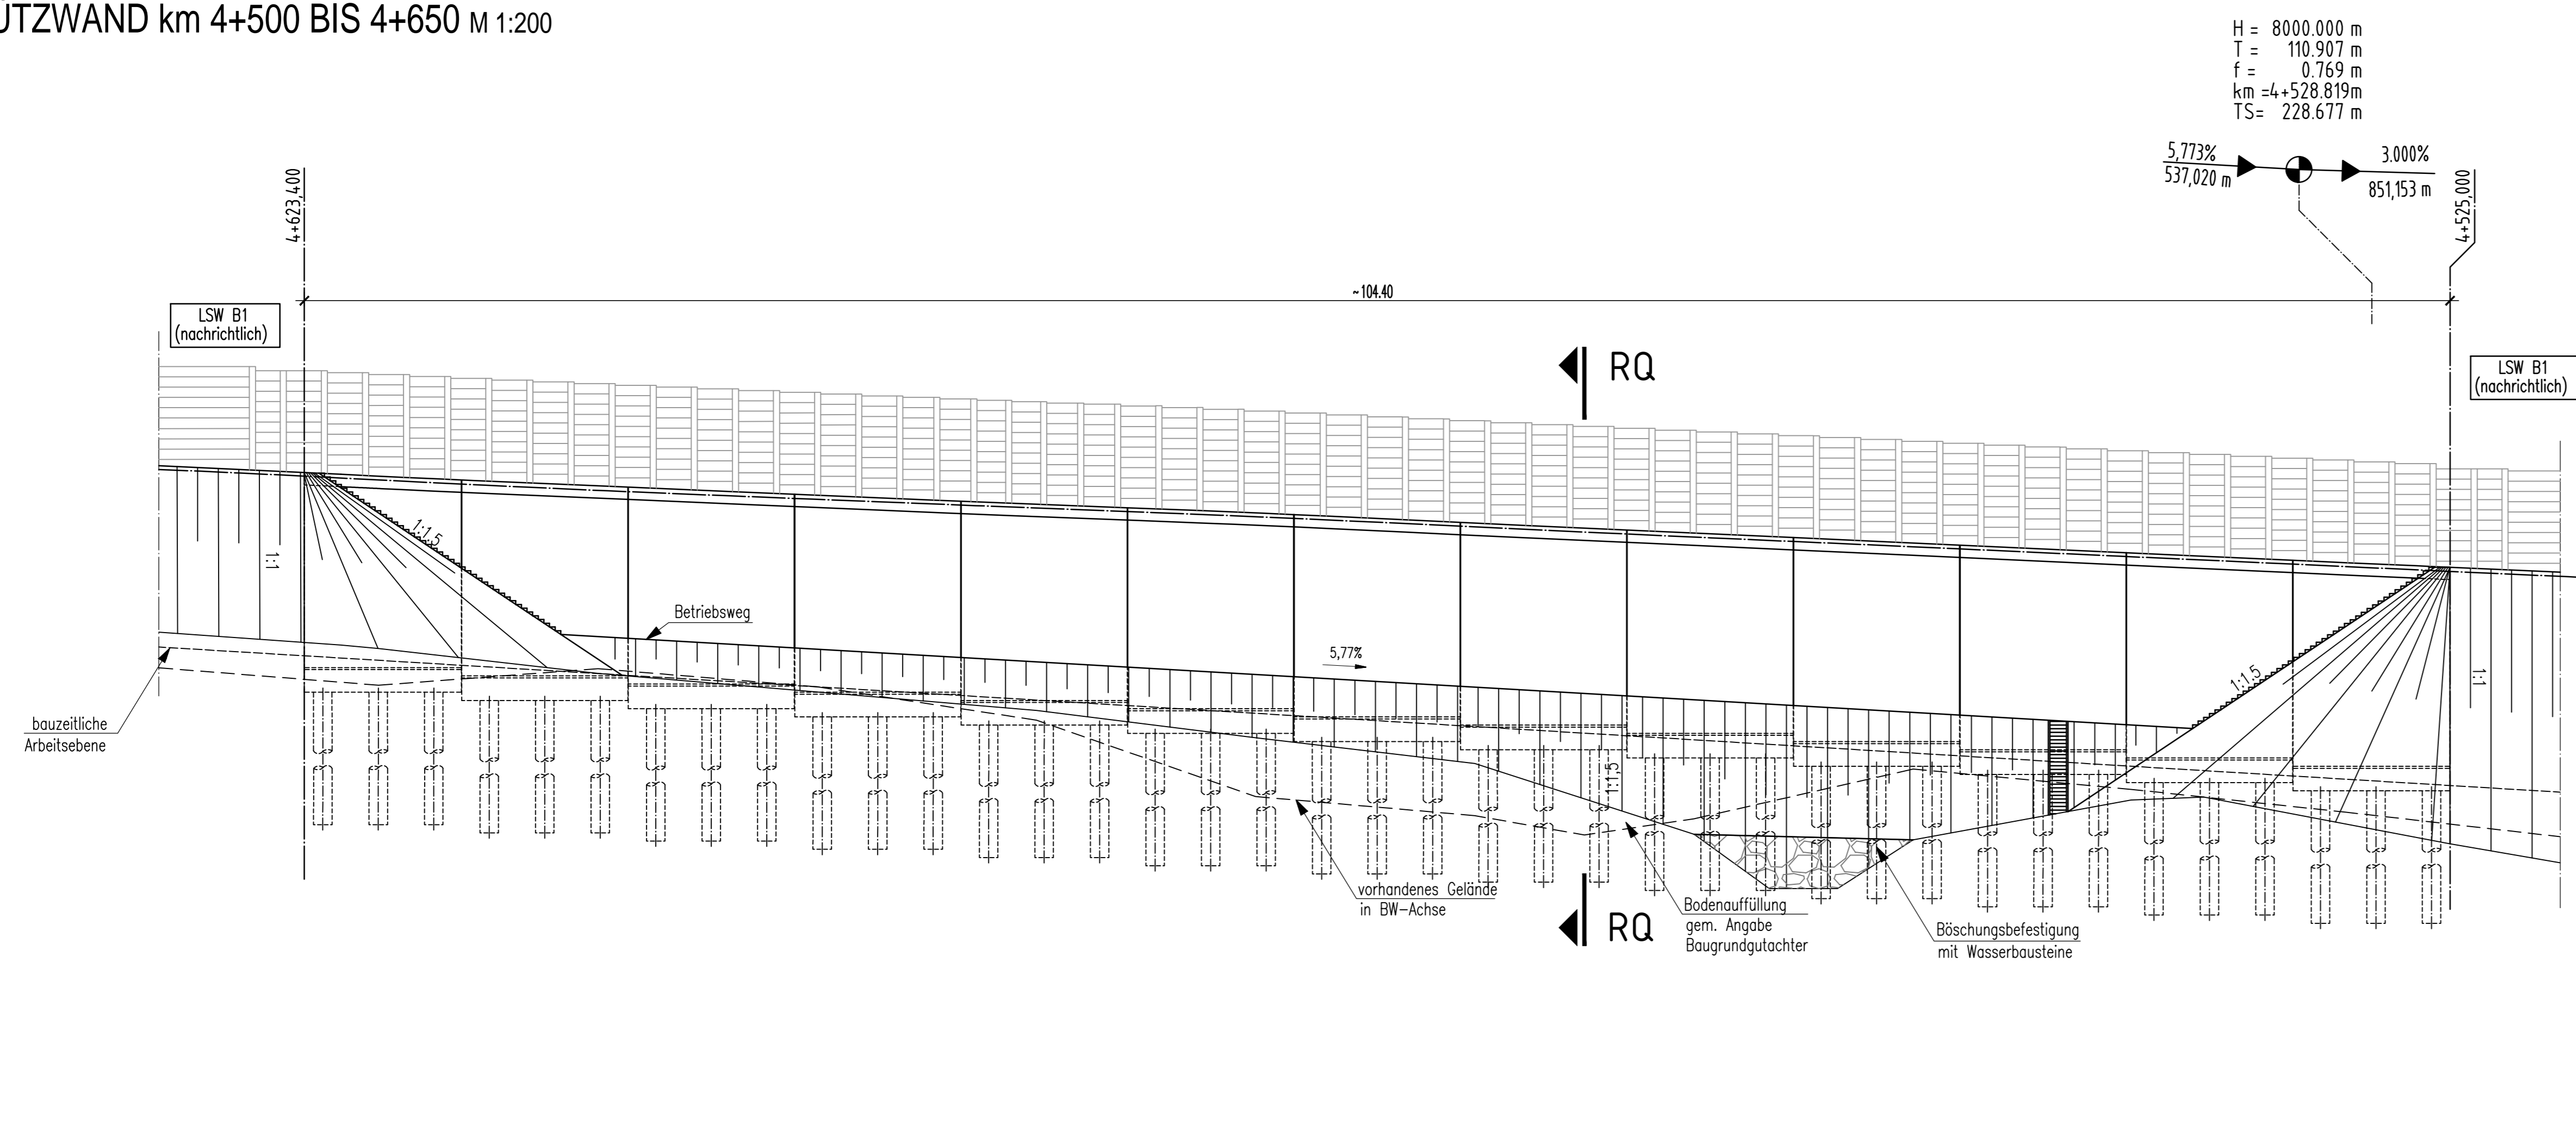 ÜTZWAND km 4+500 BIS 4+650 M 1:200
H = 8000.000 m
T = 110.907 m
f = 0.769 m
km =4+528.819m
TS= 228.677 m
5,773%
537,020 m
3.000%
851,153 m
4+623,400
4+525,000
~104.40
LSW B1
(nachrichtlich)
RQ
LSW B1
(nachrichtlich)
1:1
1:1.5
Betriebsweg
5,77%
1:1.5
1:1
bauzeitliche
Arbeitsebene
1:1,5
vorhandenes Gelände
in BW-Achse
RQ
Bodenauffüllung
gem. Angabe
Baugrundgutachter
Böschungsbefestigung
mit Wasserbausteine